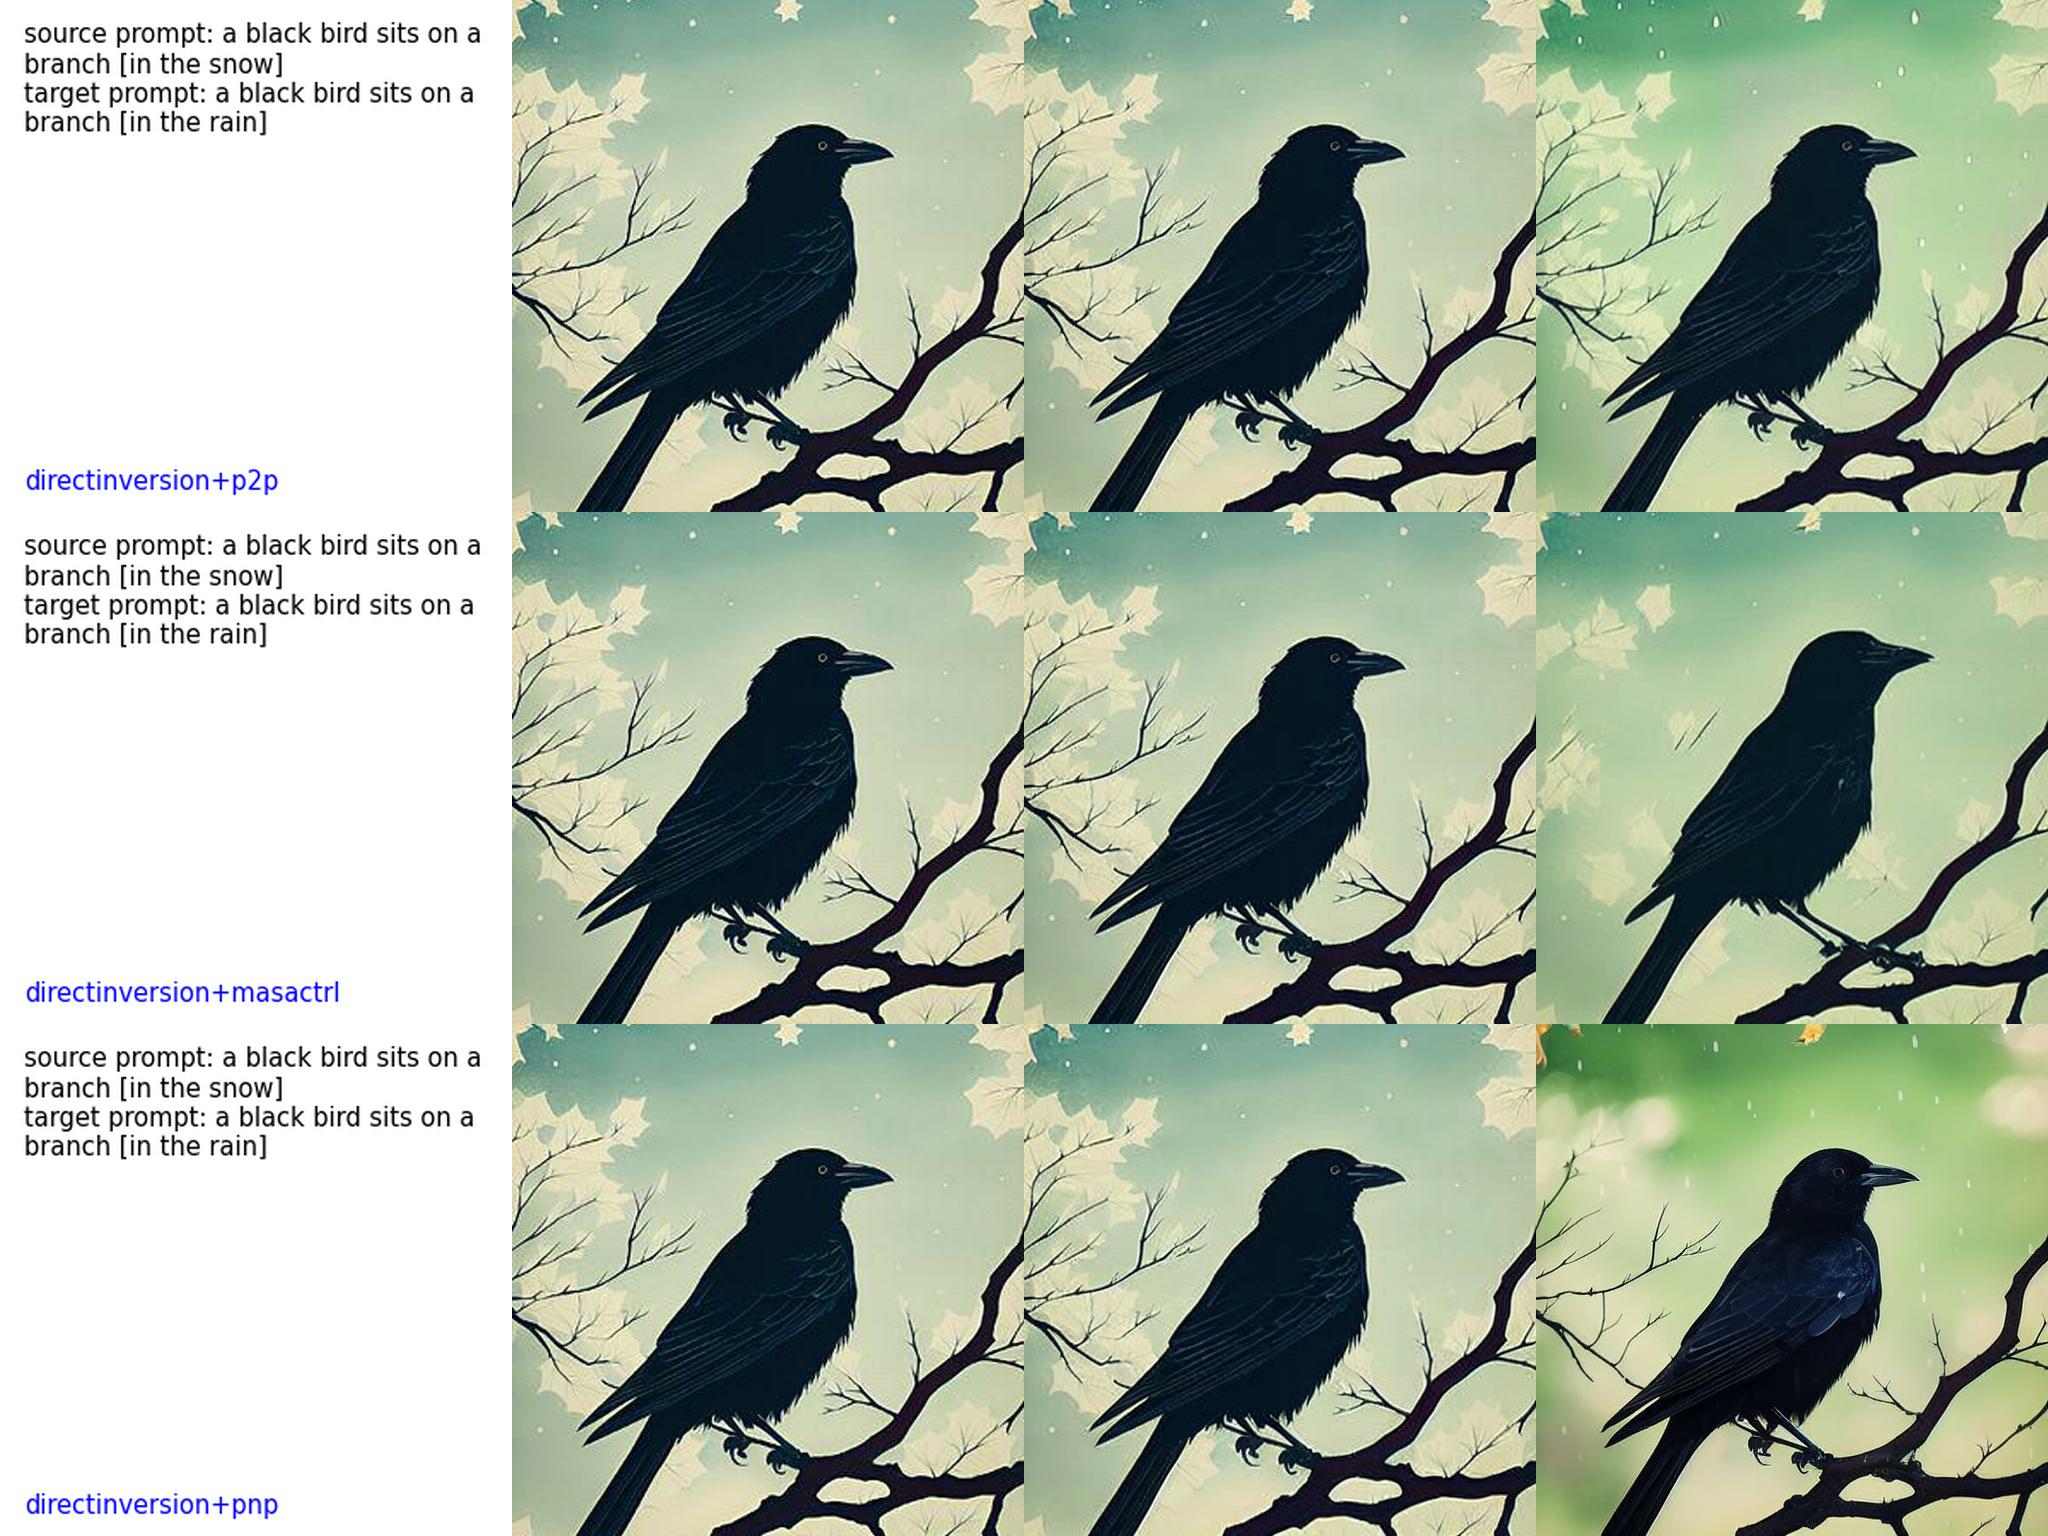 source prompt: a black bird sits on a
branch [in the snow]
target prompt: a black bird sits on a
branch [in the rain]
directinversion+p2p
source prompt: a black bird sits on a
branch [in the snow]
target prompt: a black bird sits on a
branch [in the rain]
directinversion+masactrl
source prompt: a black bird sits on a
branch [in the snow]
target prompt: a black bird sits on a
branch [in the rain]
directinversion+pnp